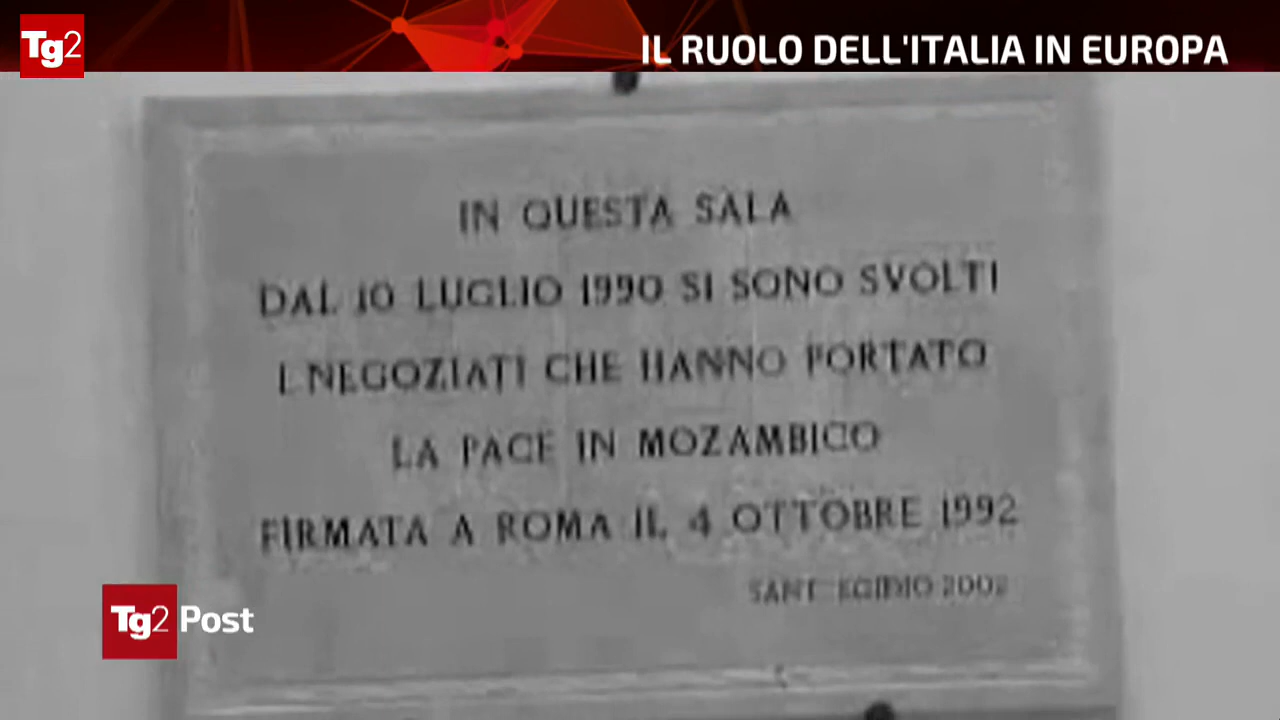 Tg2
IL RUOLO DELL'ITALIA IN EUROPA
IN QUESTA SALA
DAL 10 LUGLIO 1990 SI SONO SVOLTI
I NEGOZIATI CHE HANNO PORTATO
LA PACE IN MOZAMBICO
FIRMATA A ROMA IL 4 OTTOBRE 1992
SANT' EGIDIO 2002
Tg2 Post